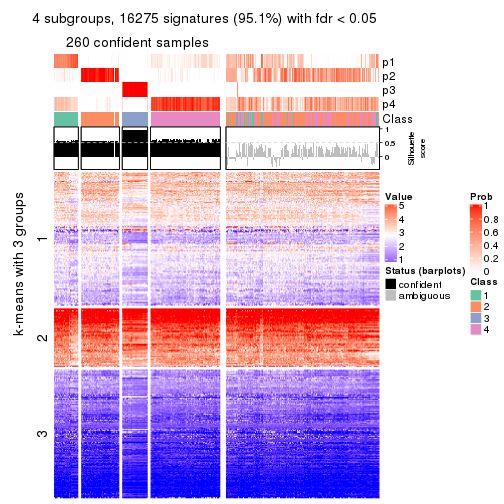 4 subgroups, 16275 signatures (95.1%) with fdr < 0.05
260 confident samples
p1
p2
p3
p4
Class
1
0.5
0
Silhouette
score
k-means with 3 groups
1
2
3
Value
5
4
3
2
1
Status (barplots)
confident
ambiguous
Prob
1
0.8
0.6
0.4
0.2
0
Class
1
2
3
4